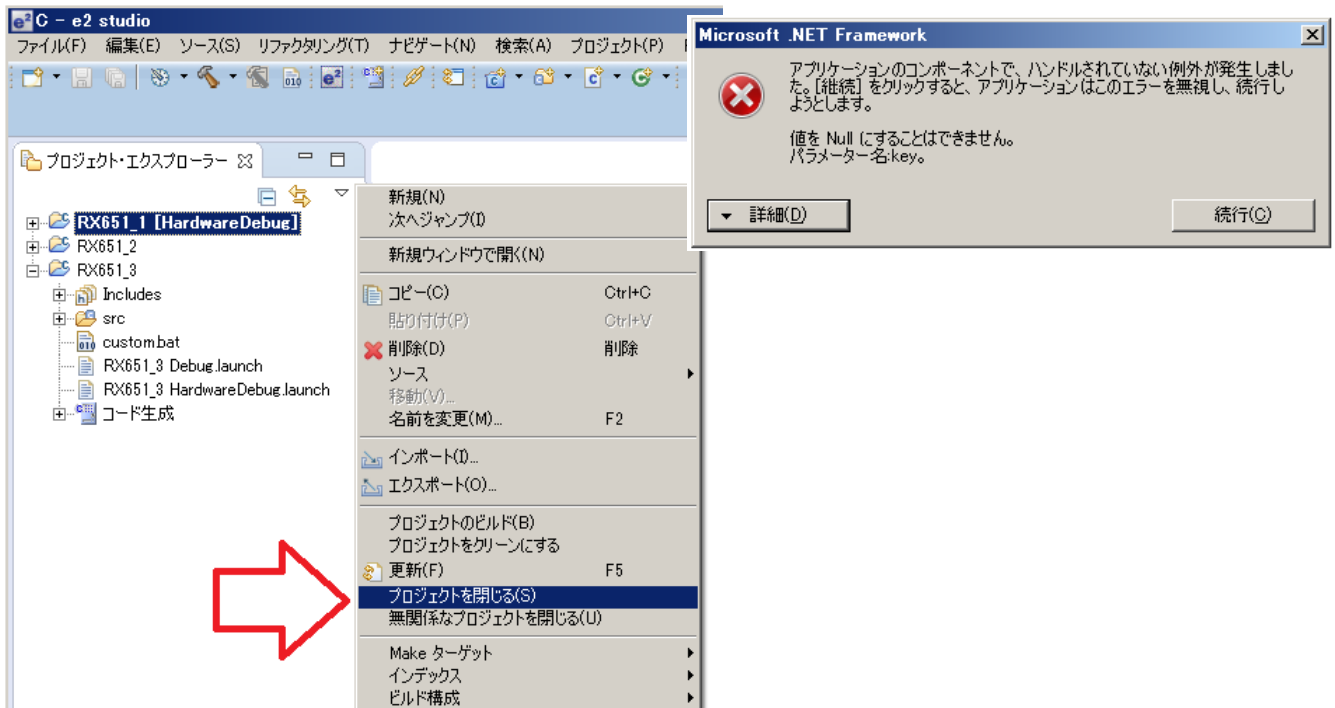 C - e2 studio
ファイル(F) 編集(E) ソース(S) リファクタリング(T) ナビゲート(N) 検索(A) プロジェクト(P)
プロジェクト・エクスプローラー
RX651_1 [HardwareDebug]
RX651_2
RX651_3
Includes
src
custom.bat
RX651_3 Debug.launch
RX651_3 HardwareDebug.launch
コード生成
新規(N)
次へジャンプ(I)
新規ウィンドウで開く(N)
コピー(C) Ctrl+C
貼り付け(P) Ctrl+V
削除(D) 削除
ソース
移動(V)...
名前を変更(M)... F2
インポート(I)...
エクスポート(O)...
プロジェクトのビルド(B)
プロジェクトをクリーンにする
更新(F) F5
プロジェクトを閉じる(S)
無関係なプロジェクトを閉じる(U)
Make ターゲット
インデックス
ビルド構成
Microsoft .NET Framework
アプリケーションのコンポーネントで、ハンドルされていない例外が発生しまし
た。[継続] をクリックすると、アプリケーションはこのエラーを無視し、続行し
ようとします。
値を Null にすることはできません。
パラメーター名:key。
詳細(D)
続行(C)